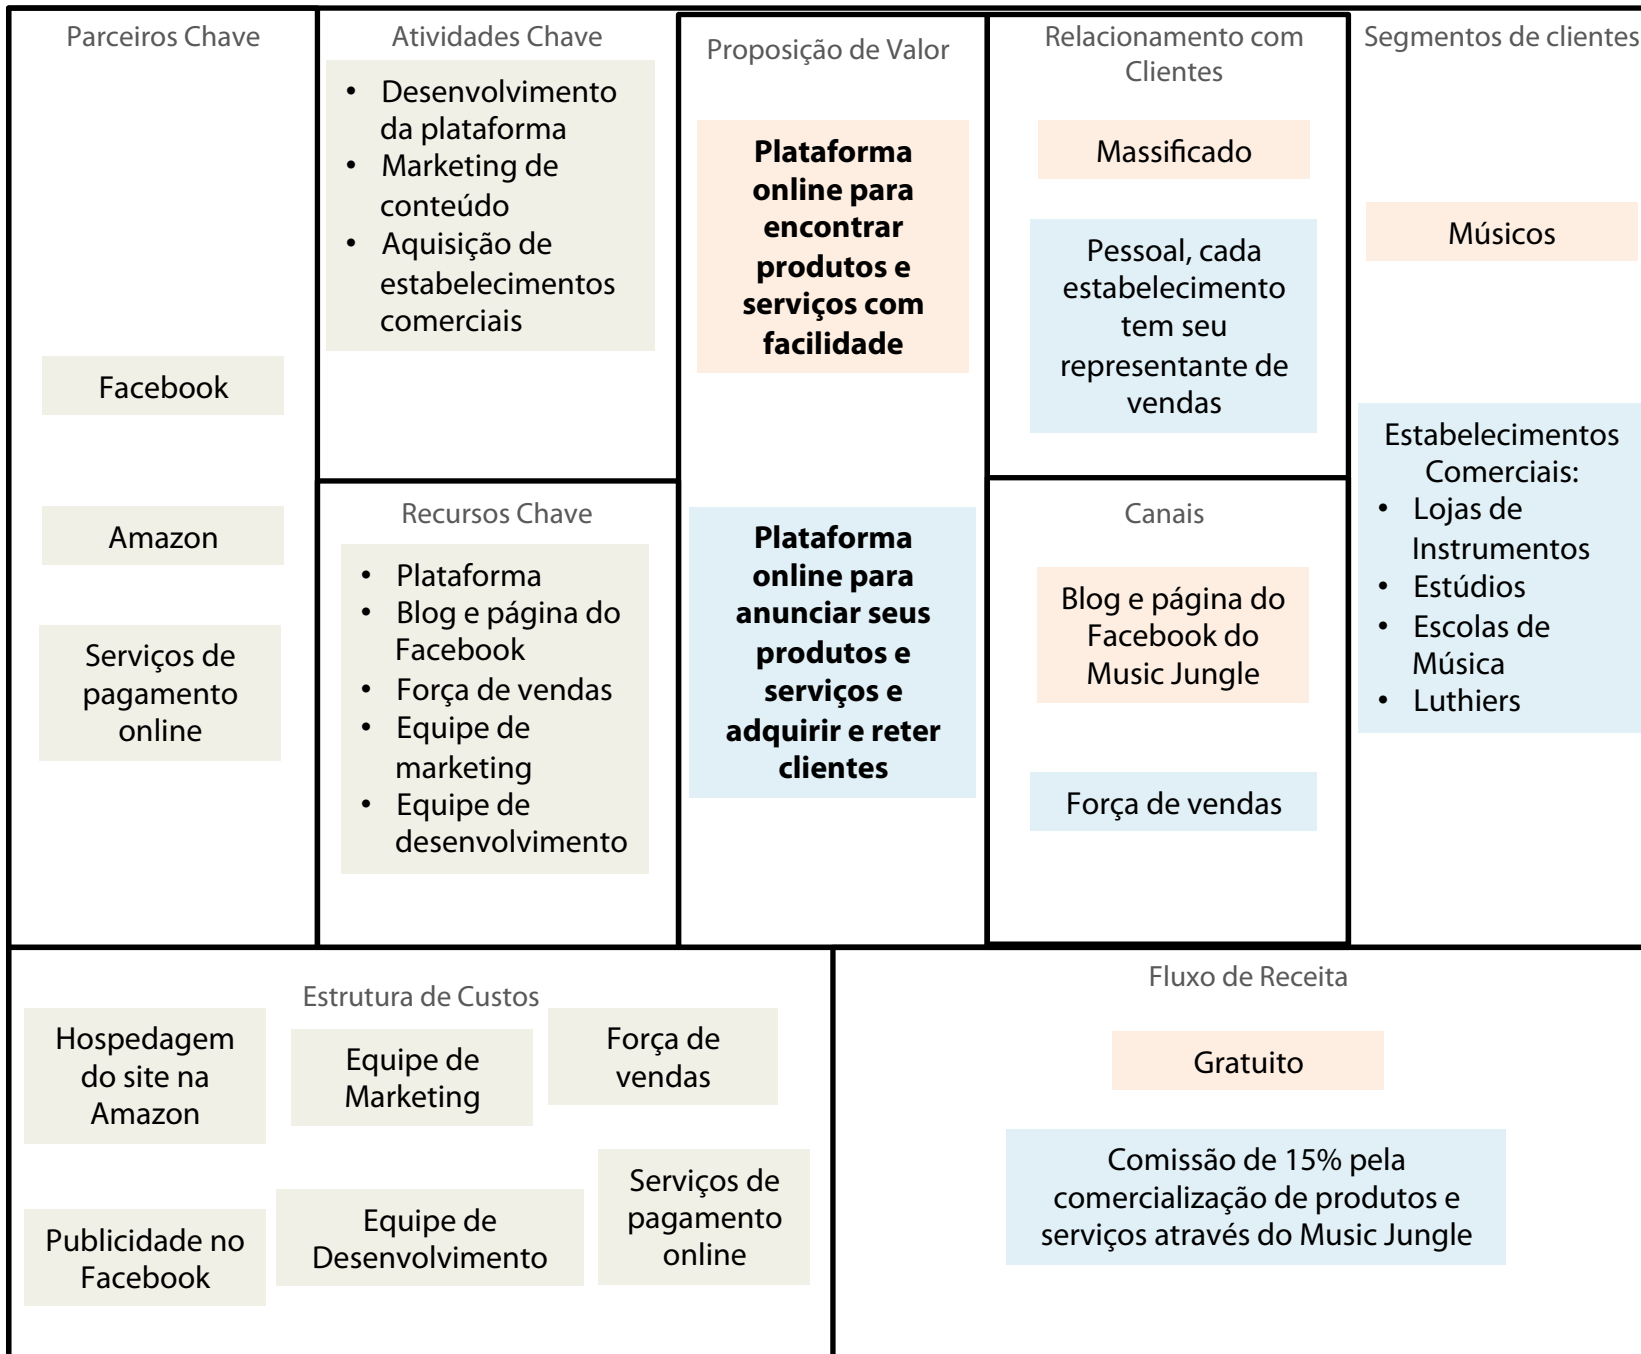 Parceiros Chave
Facebook
Amazon
Serviços de
pagamento
online
Atividades Chave
• Desenvolvimento
da plataforma
• Marketing de
conteúdo
• Aquisição de
estabelecimentos
comerciais
Recursos Chave
• Plataforma
• Blog e página do
Facebook
• Força de vendas
• Equipe de
marketing
• Equipe de
desenvolvimento
Proposição de Valor
Plataforma
online para
encontrar
produtos e
serviços com
facilidade
Plataforma
online para
anunciar seus
produtos e
serviços e
adquirir e reter
clientes
Relacionamento com
Clientes
Massificado
Pessoal, cada
estabelecimento
tem seu
representante de
vendas
Canais
Blog e página do
Facebook do
Music Jungle
Força de vendas
Segmentos de clientes
Músicos
Estabelecimentos
Comerciais:
• Lojas de
Instrumentos
• Estúdios
• Escolas de
Música
• Luthiers
Estrutura de Custos
Hospedagem
do site na
Amazon
Equipe de
Marketing
Força de
vendas
Publicidade no
Facebook
Equipe de
Desenvolvimento
Serviços de
pagamento
online
Fluxo de Receita
Gratuito
Comissão de 15% pela
comercialização de produtos e
serviços através do Music Jungle